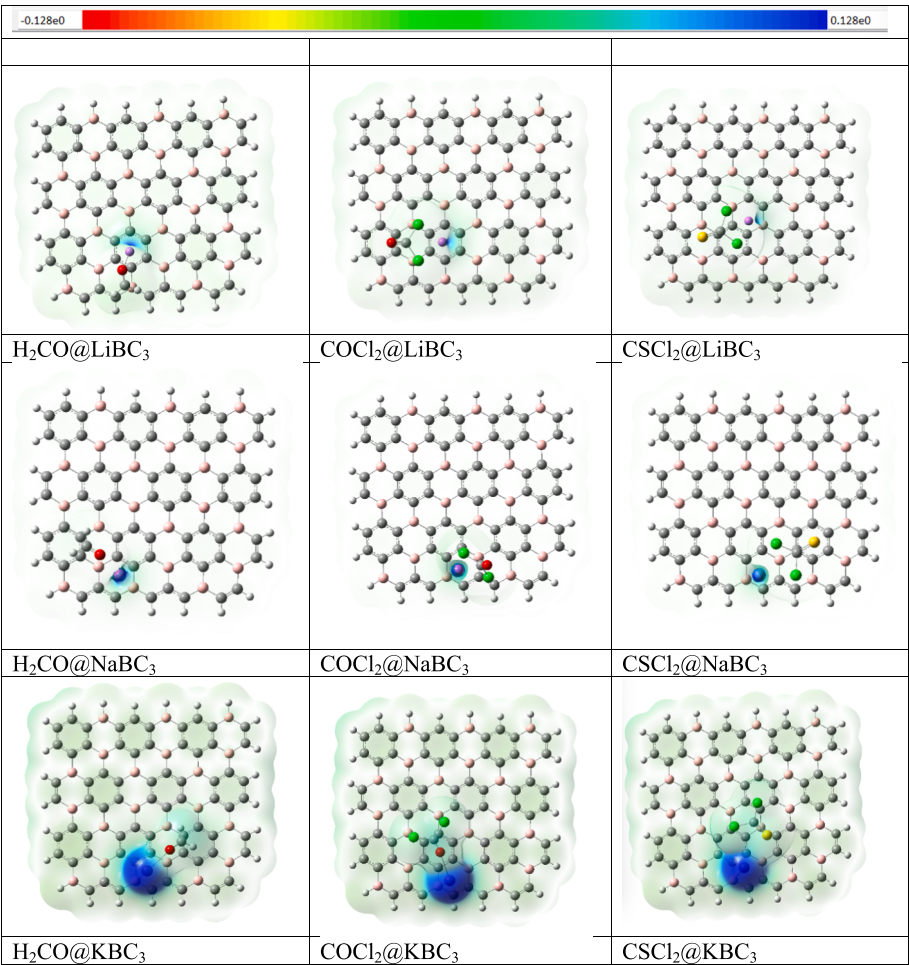 -0.128e0 0.128e0
H₂CO@LiBC₃ COCl₂@LiBC₃ CSCl₂@LiBC₃
H₂CO@NaBC₃ COCl₂@NaBC₃ CSCl₂@NaBC₃
H₂CO@KBC₃ COCl₂@KBC₃ CSCl₂@KBC₃